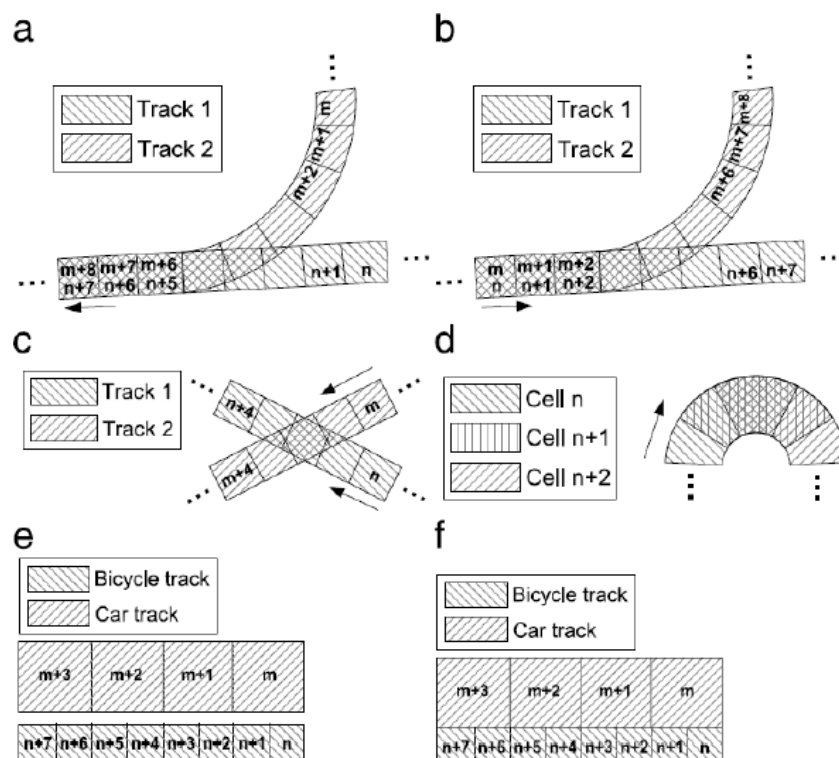 a
Track 1
Track 2
m
m+1
m+2
m+8 m+7 m+6
n+7 n+6 n+5
n+1 n
b
Track 1
Track 2
m+8
m+7
m+6
m m+1 m+2
n n+1 n+2
n+6 n+7
c
Track 1
Track 2
n+4 m
m+4 n
d
Cell n
Cell n+1
Cell n+2
e
Bicycle track
Car track
m+3 m+2 m+1 m
n+7 n+6 n+5 n+4 n+3 n+2 n+1 n
f
Bicycle track
Car track
m+3 m+2 m+1 m
n+7 n+6 n+5 n+4 n+3 n+2 n+1 n